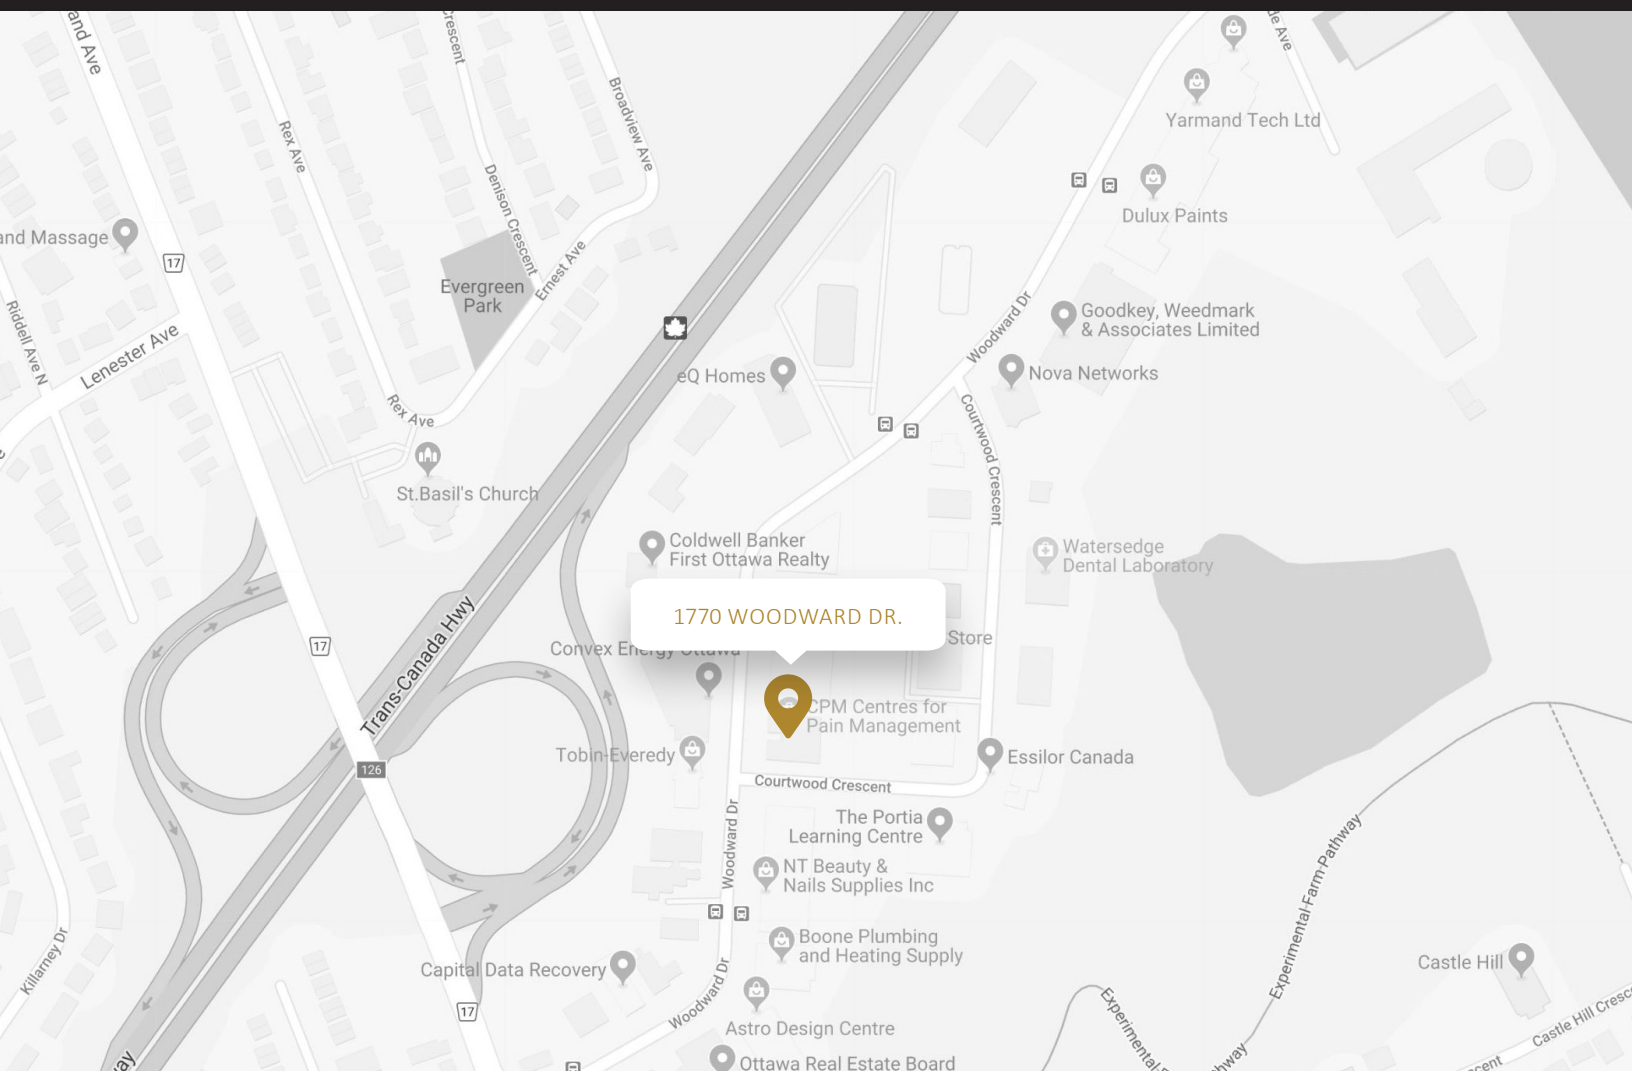 and Ave
Crescent
de Ave
Broadview Ave
Yarmand Tech Ltd
Rex Ave
Denison Crescent
Dulux Paints
and Massage
17
Ernest Ave
Evergreen
Park
Riddell Ave N
Lenester Ave
Woodward Dr
Goodkey, Weedmark
& Associates Limited
eQ Homes
Nova Networks
Rex Ave
Courtwood Crescent
St.Basil's Church
Coldwell Banker
First Ottawa Realty
Watersedge
Dental Laboratory
1770 WOODWARD DR.
Trans-Canada Hwy
17
Convex Energy Ottawa
Store
CPM Centres for
Pain Management
Tobin-Everedy
Essilor Canada
126
Courtwood Crescent
The Portia
Learning Centre
Woodward Dr
NT Beauty &
Nails Supplies Inc
Experimental Farm Pathway
Boone Plumbing
and Heating Supply
Killarney Dr
Capital Data Recovery
Castle Hill
Woodward Dr
17
Astro Design Centre
Castle Hill Cresc
Experimental
Ottawa Real Estate Board
way
hway
scent